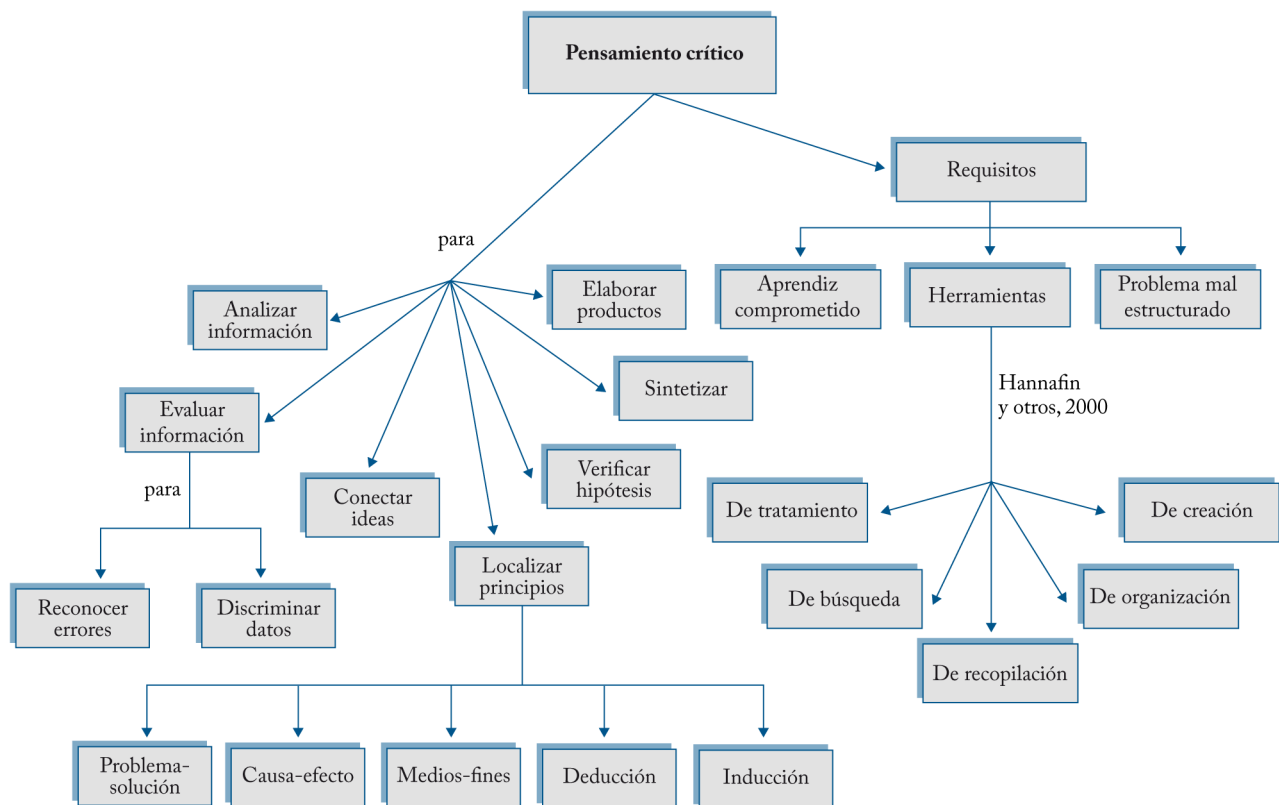 Pensamiento crítico
Requisitos
para
Analizar
información
Elaborar
productos
Aprendiz
comprometido
Herramientas
Problema mal
estructurado
Evaluar
información
Sintetizar
Hannafin
y otros, 2000
para
Conectar
ideas
Verificar
hipótesis
De tratamiento
De creación
Localizar
principios
Reconocer
errores
Discriminar
datos
De búsqueda
De organización
De recopilación
Problema-
solución
Causa-efecto
Medios-fines
Deducción
Inducción